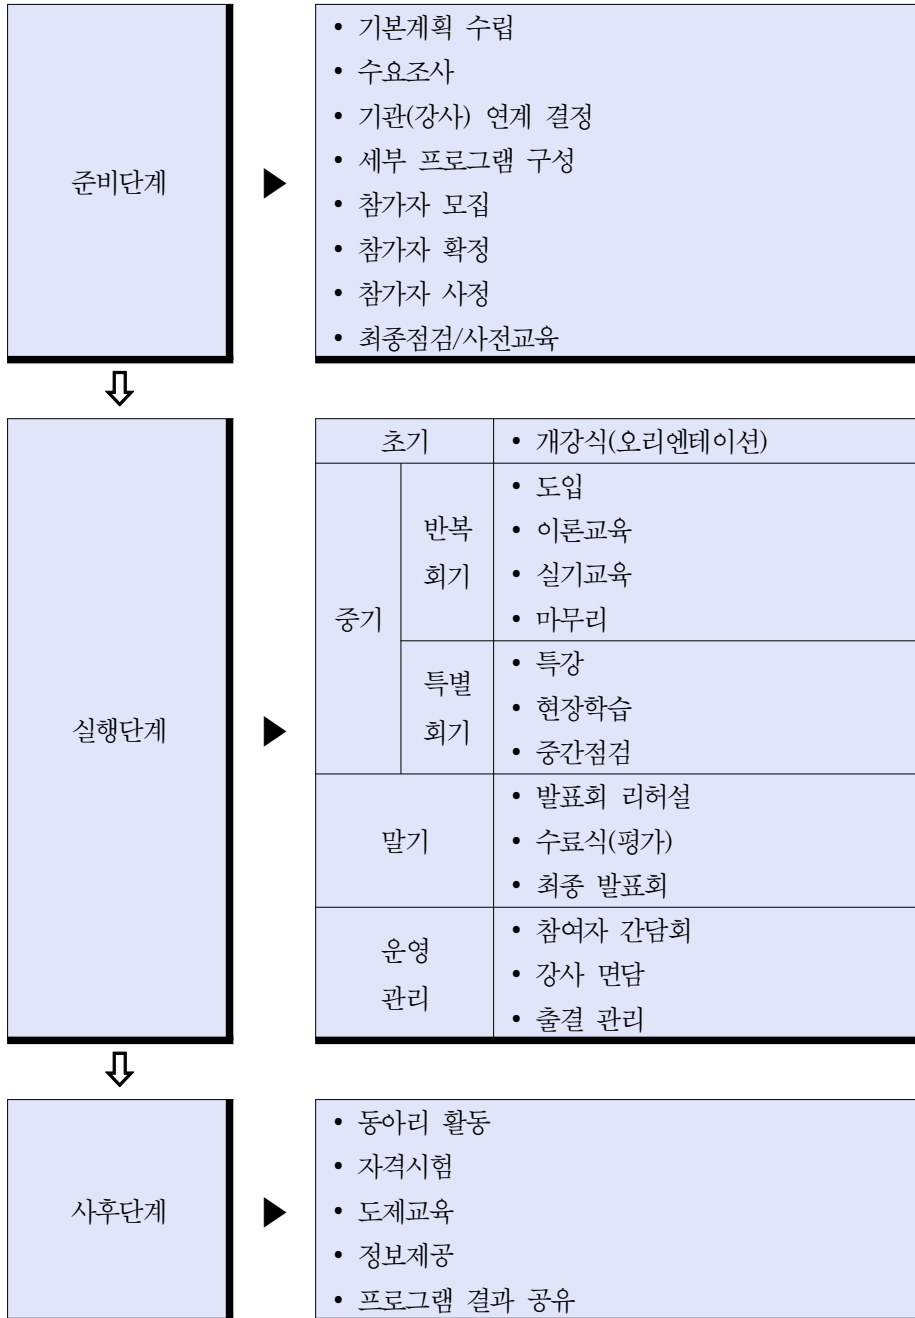 준비단계
▶
• 기본계획 수립
• 수요조사
• 기관(강사) 연계 결정
• 세부 프로그램 구성
• 참가자 모집
• 참가자 확정
• 참가자 사정
• 최종점검/사전교육
⇩
실행단계
▶
초기
• 개강식(오리엔테이션)
중기
반복
회기
• 도입
• 이론교육
• 실기교육
• 마무리
특별
회기
• 특강
• 현장학습
• 중간점검
말기
• 발표회 리허설
• 수료식(평가)
• 최종 발표회
운영
관리
• 참여자 간담회
• 강사 면담
• 출결 관리
⇩
사후단계
▶
• 동아리 활동
• 자격시험
• 도제교육
• 정보제공
• 프로그램 결과 공유